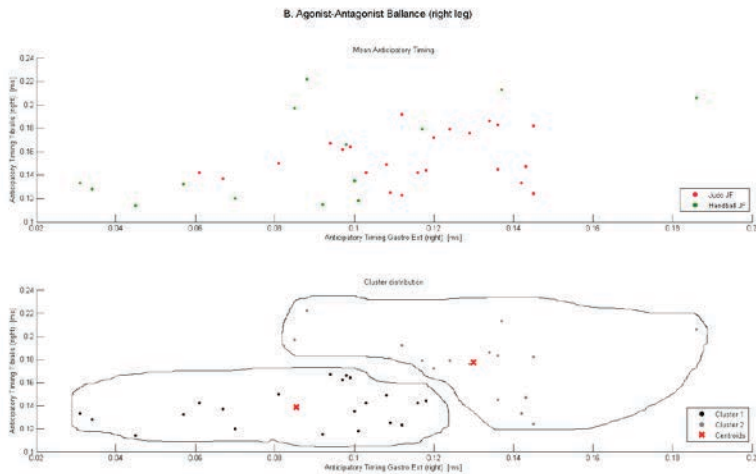 B. Agonist-Antagonist Ballance (right leg)
Mean Anticipatory Timing
Anticipatory Timing Tibialis (right) [ms]
0.24
0.22
0.2
0.18
0.16
0.14
0.12
0.1
0.02 0.04 0.06 0.08 0.1 0.12 0.14 0.16 0.18
Anticipatory Timing Gastro Ext (right) [ms]
Judo JF
Handball JF
Cluster distribution
Anticipatory Timing Tibialis (right) [ms]
0.24
0.22
0.2
0.18
0.16
0.14
0.12
0.1
0.02 0.04 0.06 0.08 0.1 0.12 0.14 0.16 0.18
Anticipatory Timing Gastro Ext (right) [ms]
Cluster 1
Cluster 2
Centroids